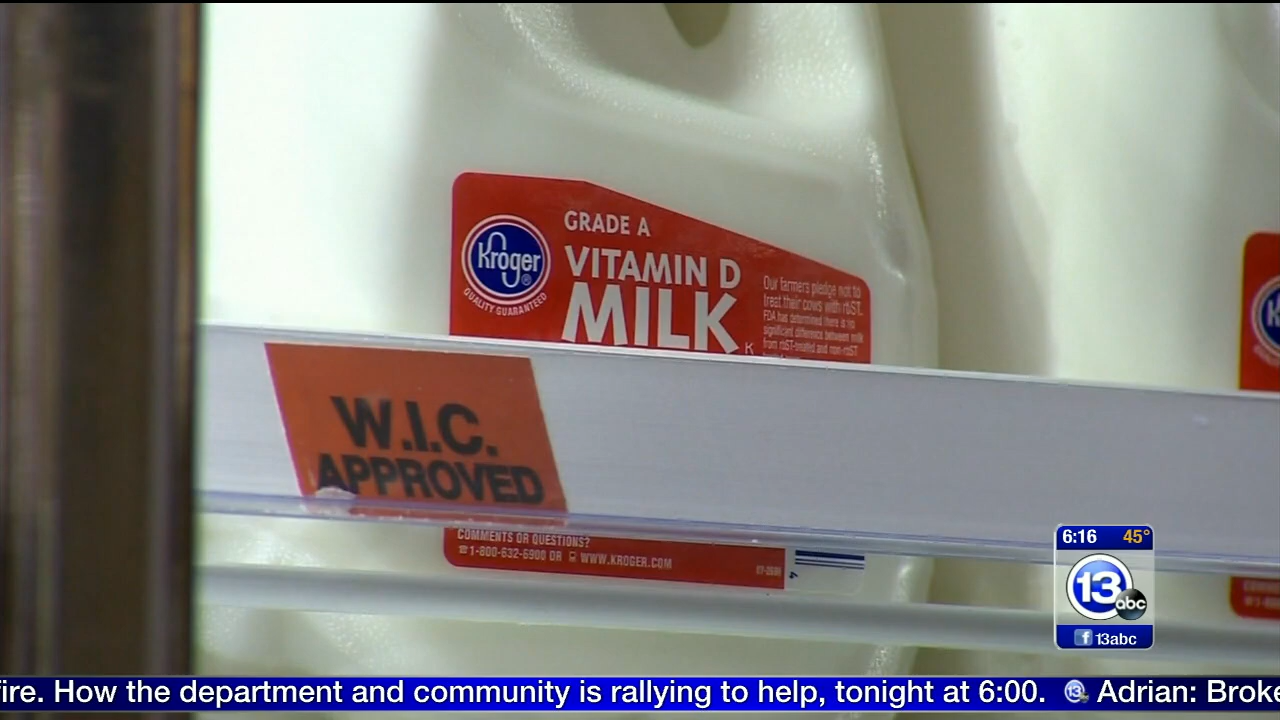 GRADE A
Kroger
QUALITY GUARANTEED
VITAMIN D
MILK
K
Our farmers pledge not to
treat their cows with rbST.
FDA has determined there is no
significant difference between milk
from rbST-treated and non-rbST
W.I.C.
APPROVED
COMMENTS OR QUESTIONS?
1-800-632-6900 OR WWW.KROGER.COM
4
6:16 45°
13 abc
f 13abc
fire. How the department and community is rallying to help, tonight at 6:00. 13 Adrian: Broke